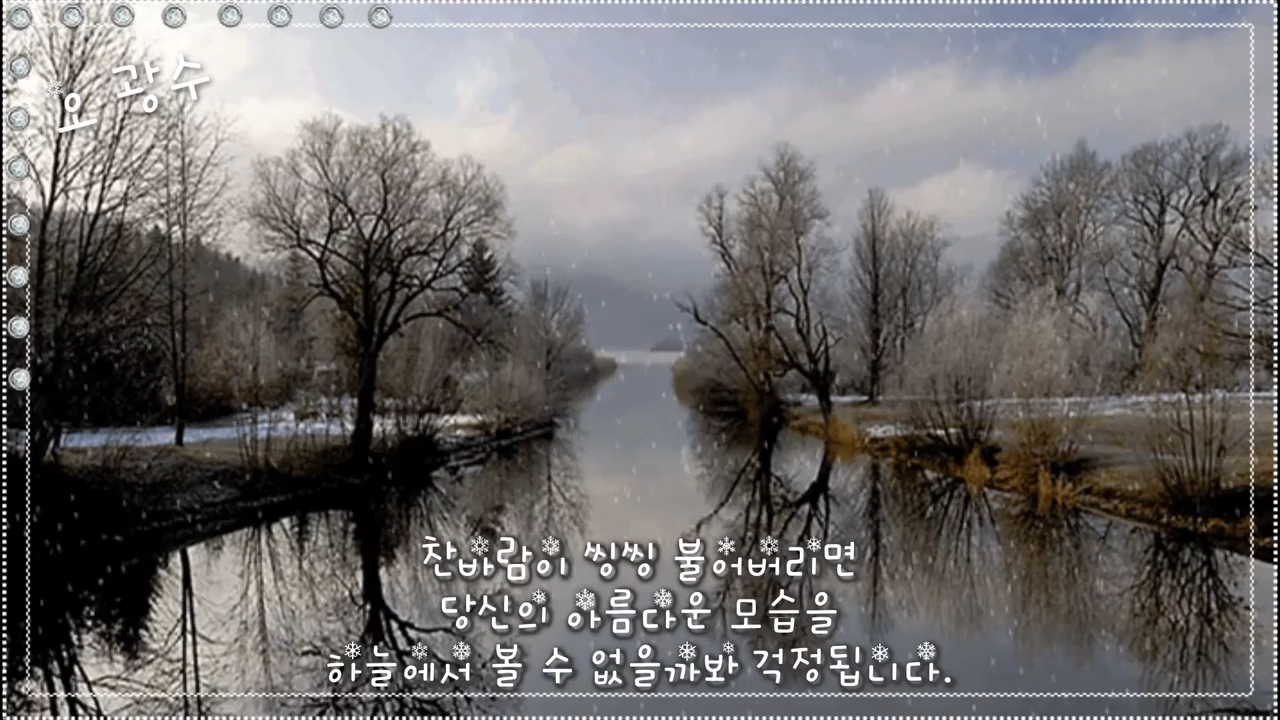 요 광수
찬바람이 씽씽 불어버리면
당신의 아름다운 모습을
하늘에서 볼 수 없을까봐 걱정됩니다.